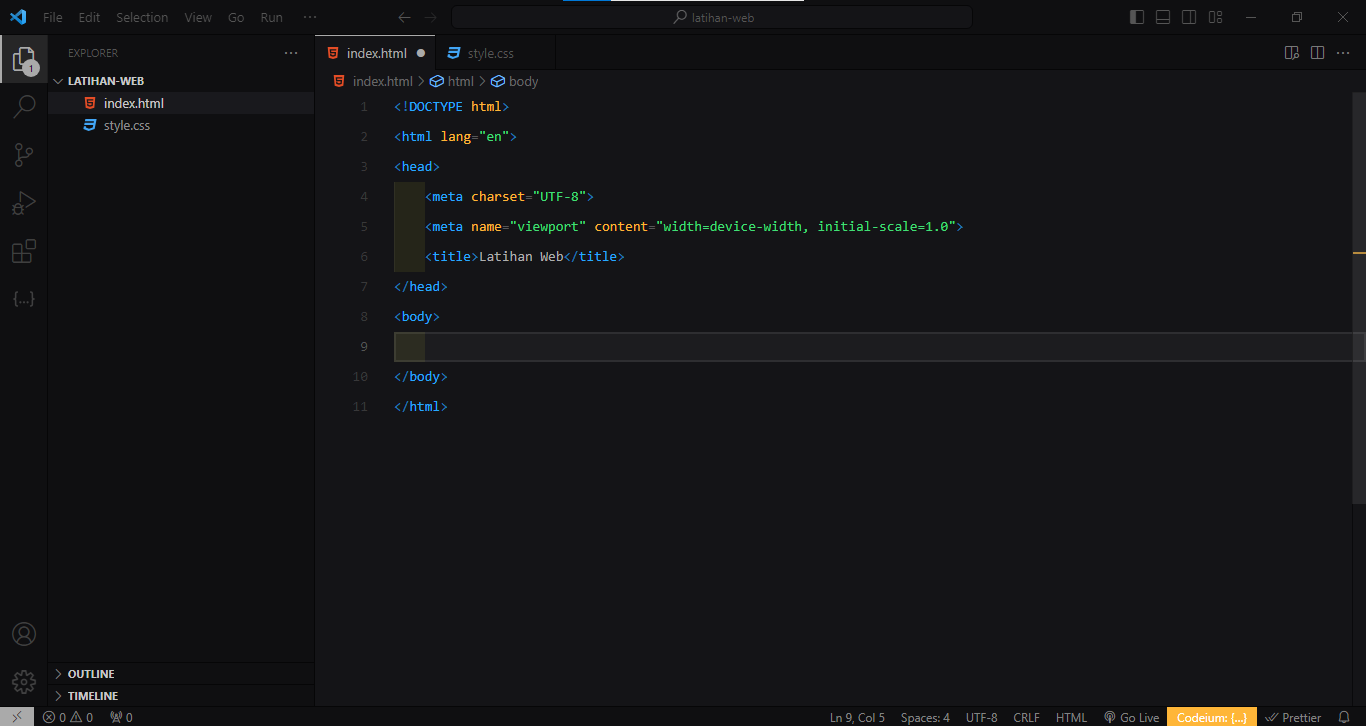 File Edit Selection View Go Run ···
latihan-web
EXPLORER ···
1
LATIHAN-WEB
index.html
style.css
index.html ● style.css
index.html > html > body
1 <!DOCTYPE html>
2 <html lang="en">
3 <head>
4 <meta charset="UTF-8">
5 <meta name="viewport" content="width=device-width, initial-scale=1.0">
6 <title>Latihan Web</title>
7 </head>
8 <body>
9
10 </body>
11 </html>
{...}
OUTLINE
TIMELINE
0 0 0 Ln 9, Col 5 Spaces: 4 UTF-8 CRLF HTML Go Live Codeium: {...} Prettier